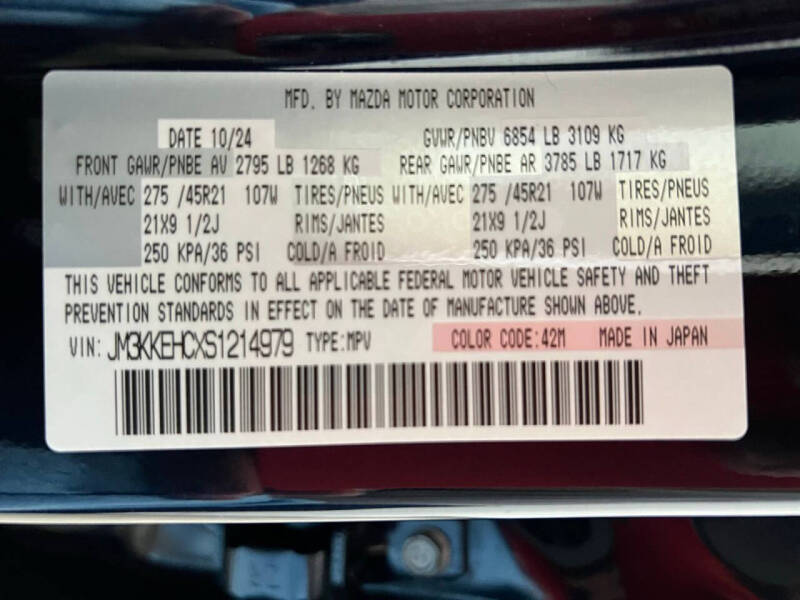 MFD. BY MAZDA MOTOR CORPORATION
DATE 10/24 GVWR/PNBV 6854 LB 3109 KG
FRONT GAWR/PNBE AV 2795 LB 1268 KG REAR GAWR/PNBE AR 3785 LB 1717 KG
WITH/AVEC 275 /45R21 107W TIRES/PNEUS WITH/AVEC 275 /45R21 107W TIRES/PNEUS
21X9 1/2J RIMS/JANTES 21X9 1/2J RIMS/JANTES
250 KPA/36 PSI COLD/A FROID 250 KPA/36 PSI COLD/A FROID
THIS VEHICLE CONFORMS TO ALL APPLICABLE FEDERAL MOTOR VEHICLE SAFETY AND THEFT
PREVENTION STANDARDS IN EFFECT ON THE DATE OF MANUFACTURE SHOWN ABOVE.
VIN: JM3KKEHCXS1214979 TYPE:MPV COLOR CODE:42M MADE IN JAPAN